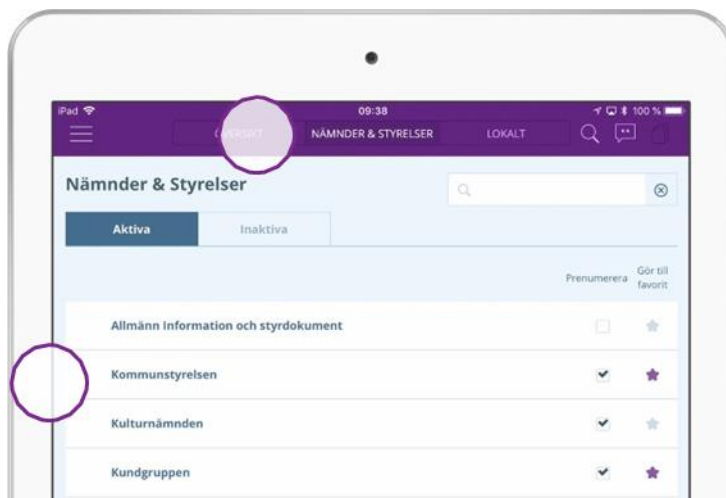 iPad 09:38 100 %
ÖVERSIKT NÄMNDER & STYRELSER LOKALT
Nämnder & Styrelser
Aktiva Inaktiva
Prenumerera Gör till favorit
Allmänn Information och styrdokument
Kommunstyrelsen
Kulturnämnden
Kundgruppen